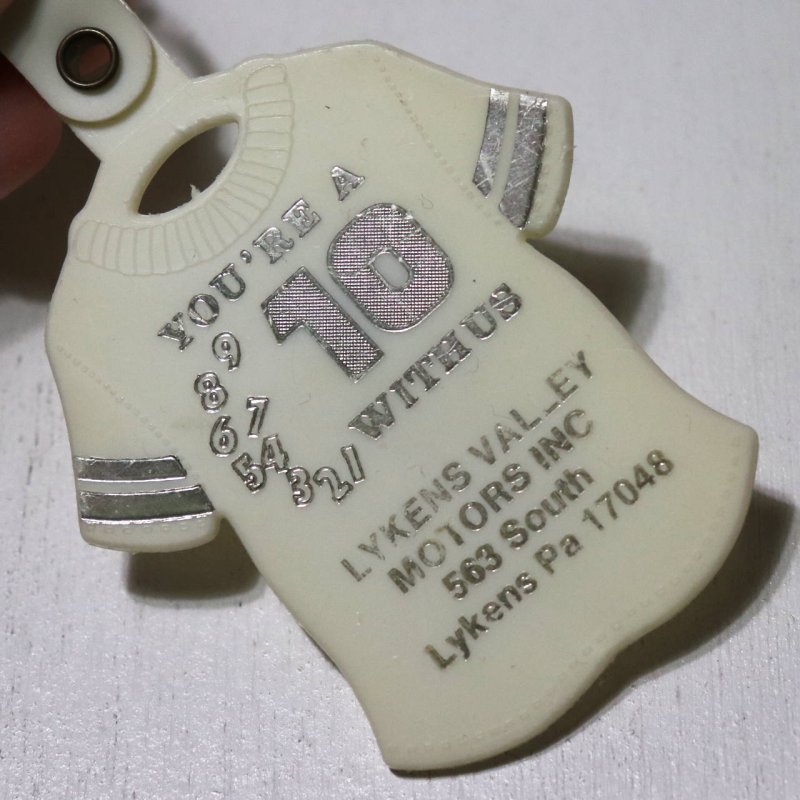 YOU'RE A
10
WITH US
9
8
7
6
5
4
3
2
1
LYKENS VALLEY
MOTORS INC
563 South
Lykens Pa 17048